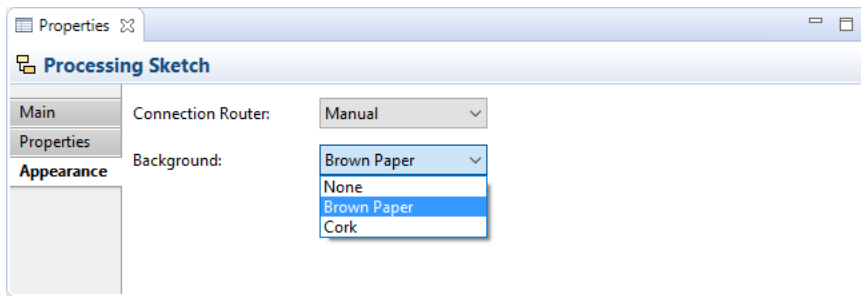 Properties
Processing Sketch
Main
Connection Router:
Manual
Properties
Background:
Brown Paper
Appearance
None
Brown Paper
Cork